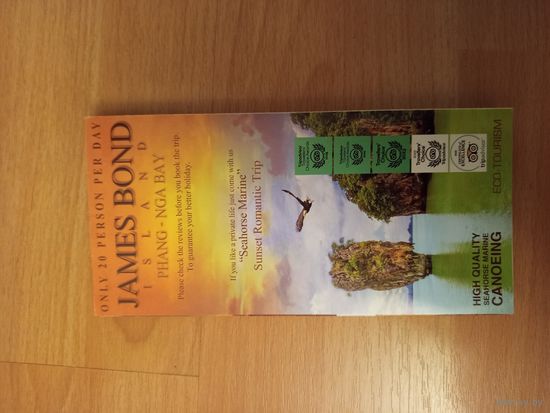 ONLY 20 PERSON PER DAY
JAMES BOND
ISLAND
PHANG - NGA BAY
Please check the reviews before you book the trip.
To guarantee your better holiday.
If you like a private life just come with us
"Seahorse Marine"
Sunset Romantic Trip
tripadvisor
ECO-TOURISM
HIGH QUALITY
SEAHORSE MARINE
CANOEING